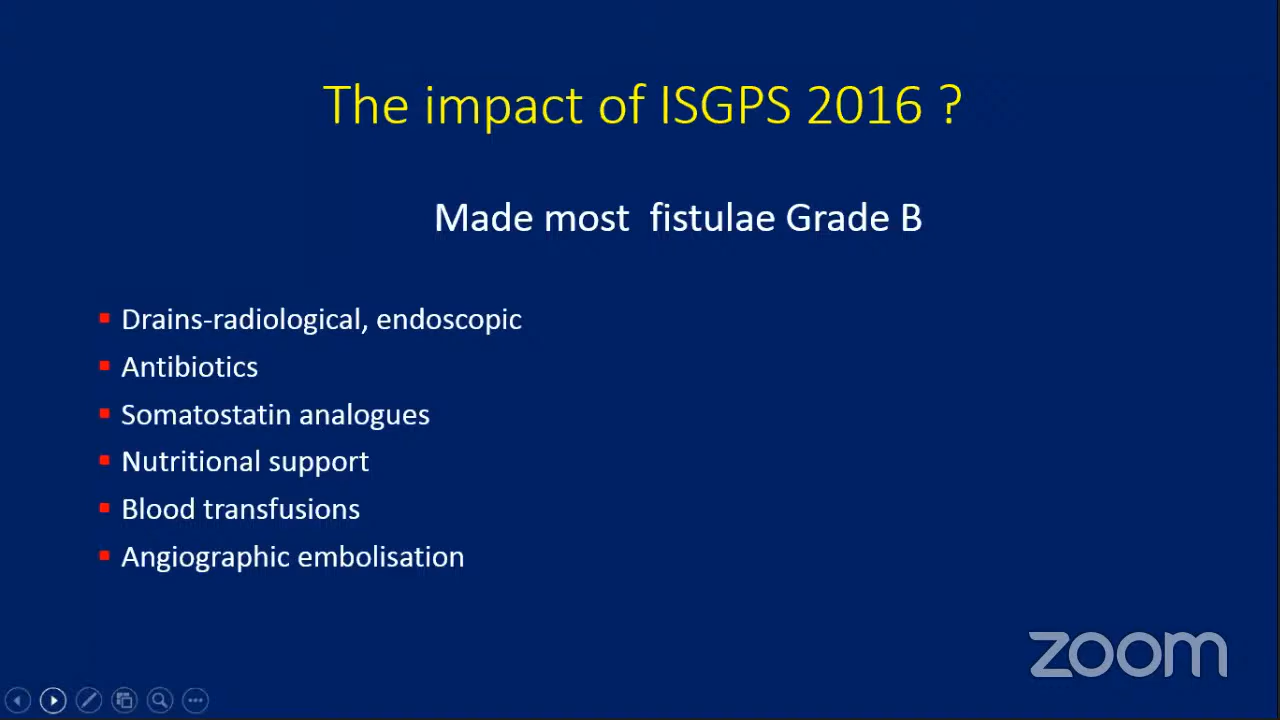 The impact of ISGPS 2016 ?
Made most fistulae Grade B
Drains-radiological, endoscopic
Antibiotics
Somatostatin analogues
Nutritional support
Blood transfusions
Angiographic embolisation
zoom